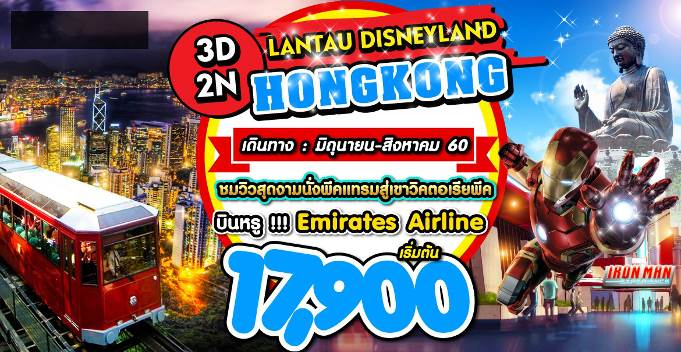 3D
2N
LANTAU DISNEYLAND
HONGKONG
เดินทาง : มิถุนายน-สิงหาคม 60
ชมวิวสุดงามนั่งพีคแทรมสู่เขาวิคตอเรียพีค
บินหรู !!! Emirates Airline
เริ่มต้น
17,900
IRON MAN